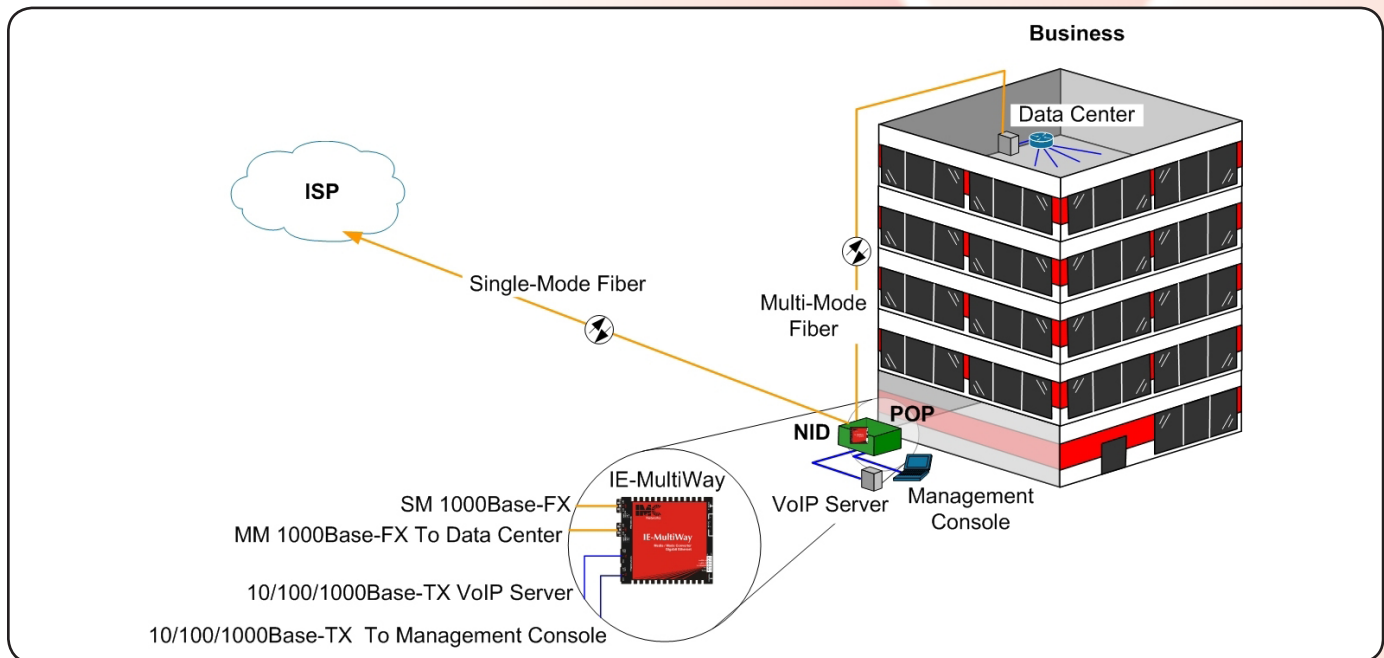 Business
Data Center
ISP
Single-Mode Fiber
Multi-Mode
Fiber
POP
NID
VoIP Server
Management
Console
IE-MultiWay
SM 1000Base-FX
MM 1000Base-FX To Data Center
10/100/1000Base-TX VoIP Server
10/100/1000Base-TX To Management Console
IMC
IE-MultiWay